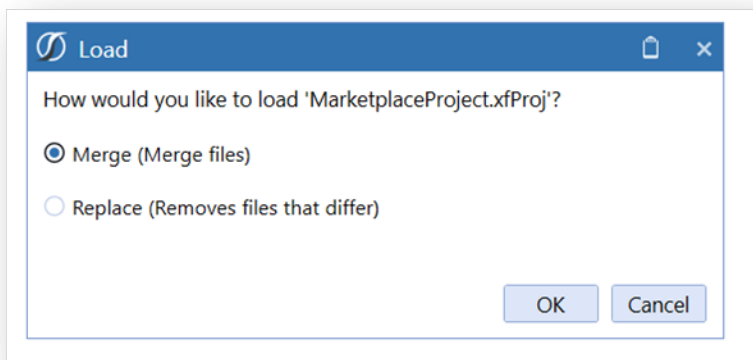 Load
How would you like to load 'MarketplaceProject.xfProj'?
Merge (Merge files)
Replace (Removes files that differ)
OK
Cancel